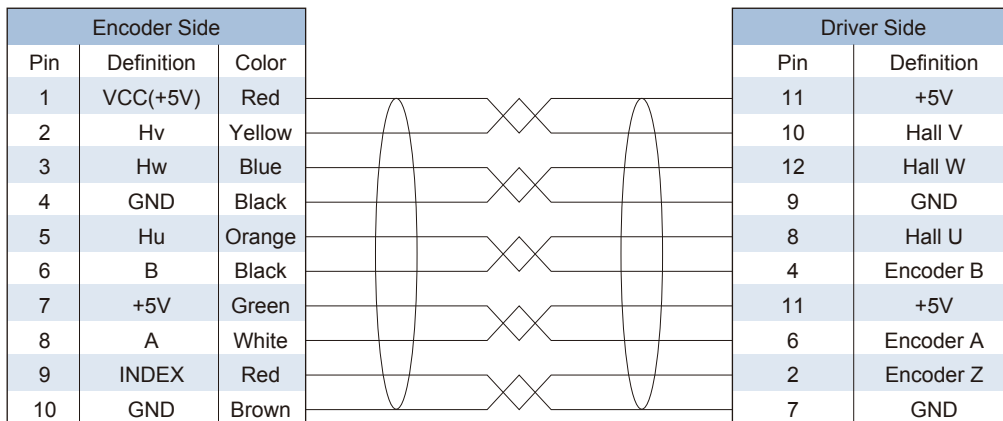 Encoder Side Driver Side
Pin Definition Color Pin Definition
1 VCC(+5V) Red 11 +5V
2 Hv Yellow 10 Hall V
3 Hw Blue 12 Hall W
4 GND Black 9 GND
5 Hu Orange 8 Hall U
6 B Black 4 Encoder B
7 +5V Green 11 +5V
8 A White 6 Encoder A
9 INDEX Red 2 Encoder Z
10 GND Brown 7 GND